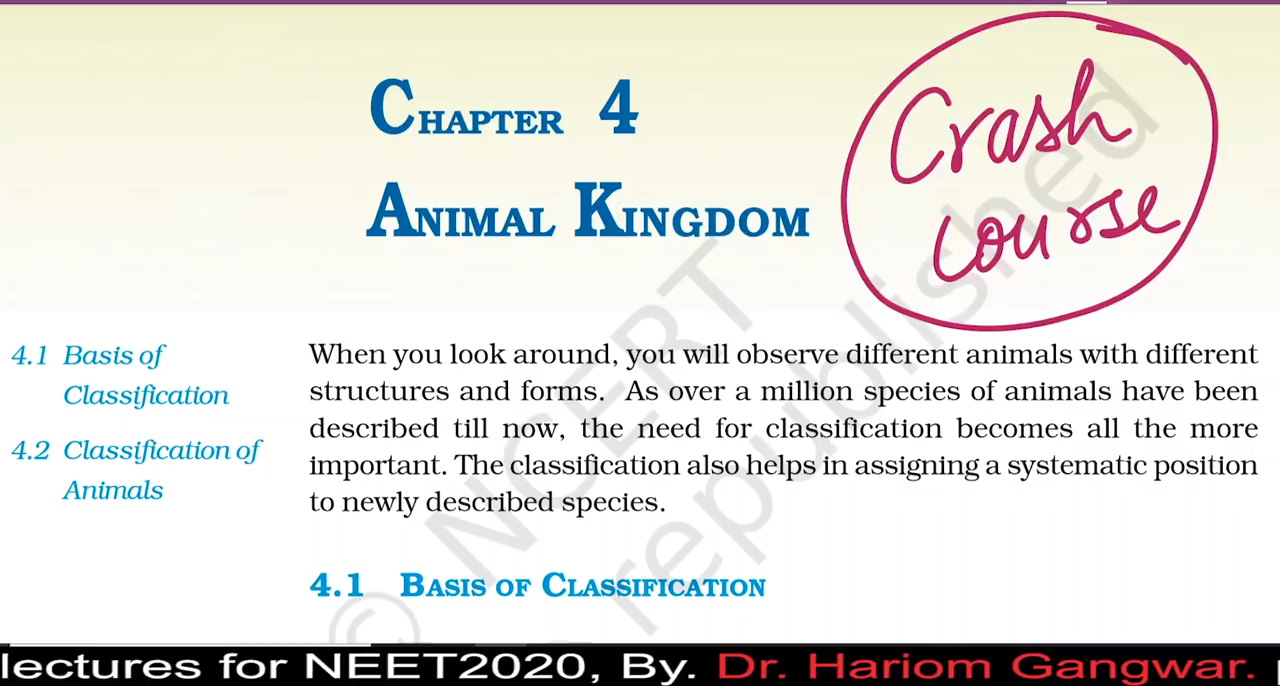 CHAPTER 4
ANIMAL KINGDOM
Crash
course
4.1 Basis of
Classification
4.2 Classification of
Animals
When you look around, you will observe different animals with different
structures and forms. As over a million species of animals have been
described till now, the need for classification becomes all the more
important. The classification also helps in assigning a systematic position
to newly described species.
4.1 BASIS OF CLASSIFICATION
© NCERT
republished
lectures for NEET2020, By. Dr. Hariom Gangwar.